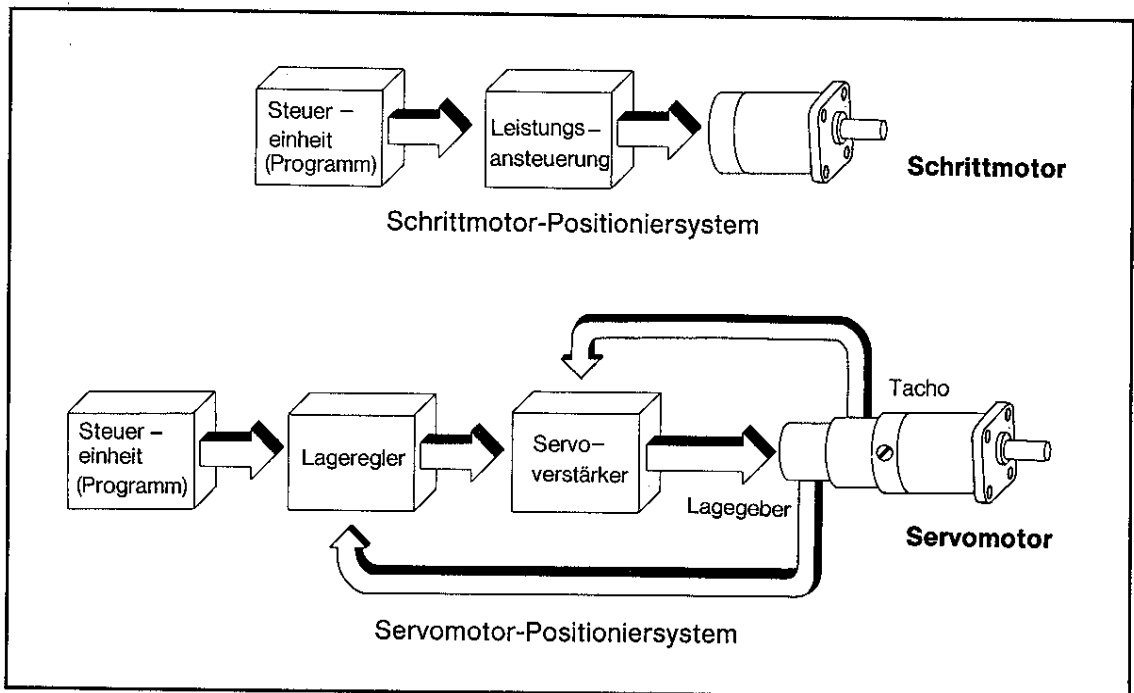 Steuer –
einheit
(Programm)
Leistungs–
ansteuerung
Schrittmotor
Schrittmotor-Positioniersystem
Tacho
Steuer –
einheit
(Programm)
Lageregler
Servo–
verstärker
Lagegeber
Servomotor
Servomotor-Positioniersystem